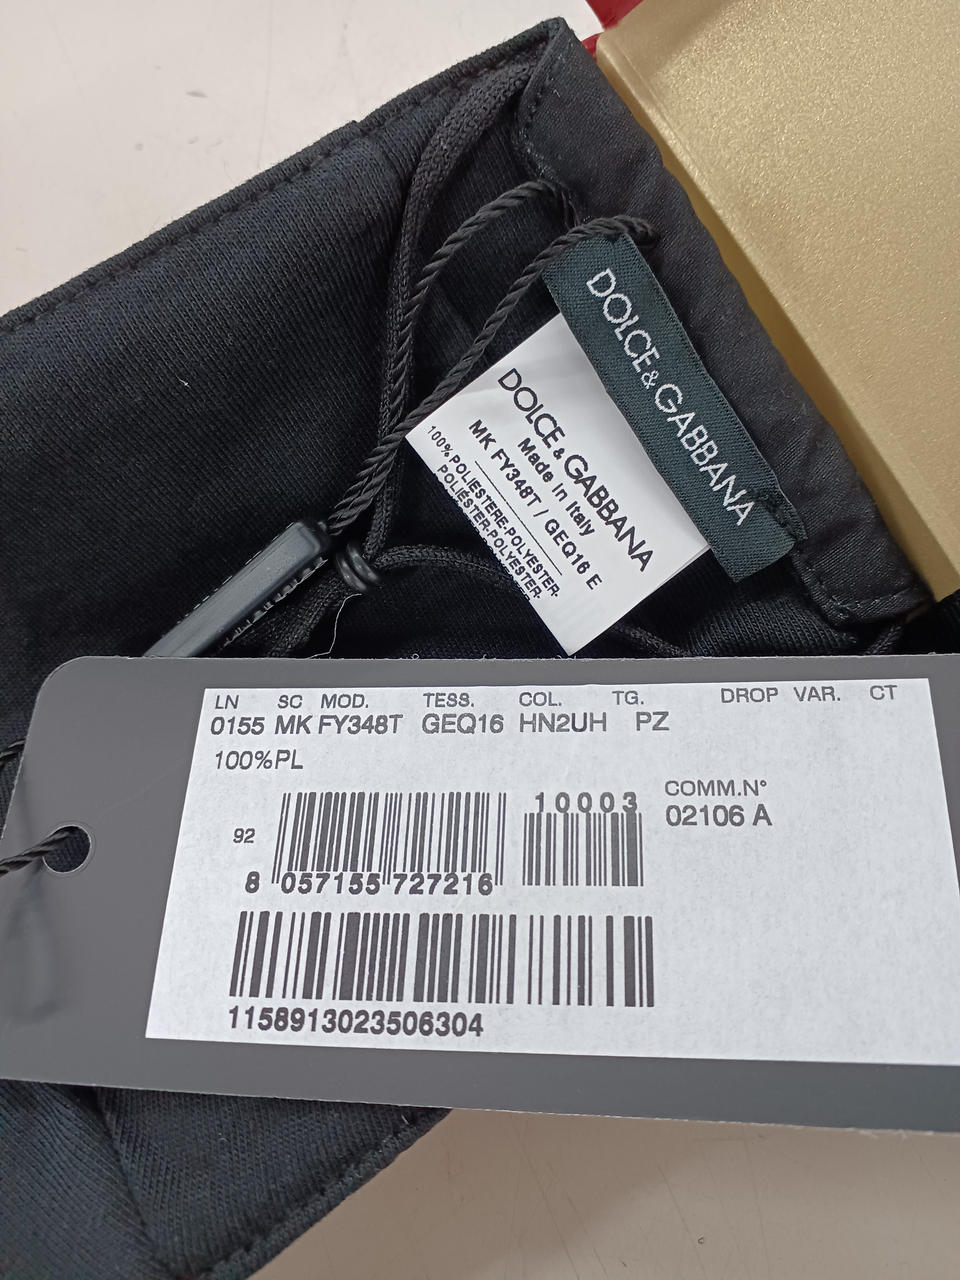 DOLCE&GABBANA
DOLCE&GABBANA
Made in Italy
MK FY348T / GEQ16 E
100% POLIESTERE-POLYESTER-
POLIÉSTER-POLYESTER-
LN SC MOD. TESS. COL. TG. DROP VAR. CT
0155 MK FY348T GEQ16 HN2UH PZ
100%PL
COMM.N°
02106 A
10003
92
8 057155 727216
1158913023506304